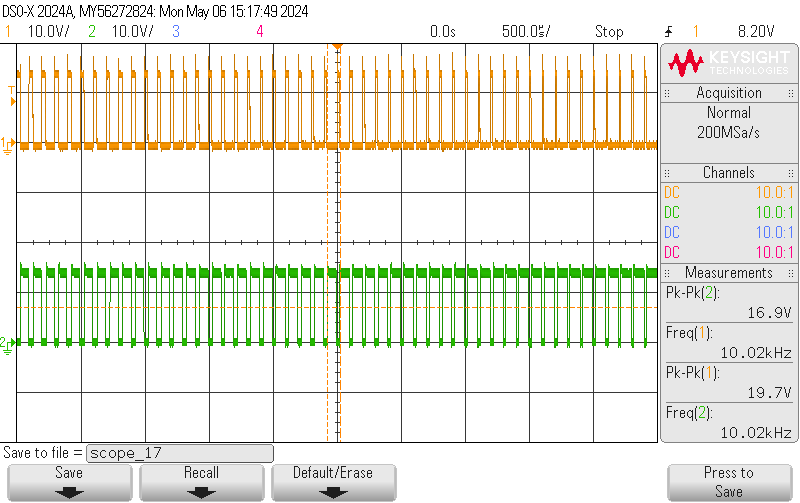 DSO-X 2024A, MY56272824: Mon May 06 15:17:49 2024
1 10.0V/ 2 10.0V/ 3 4 0.0s 500.0µs/ Stop 1 8.20V
KEYSIGHT
TECHNOLOGIES
Acquisition
Normal
200MSa/s
Channels
DC 10.0:1
DC 10.0:1
DC 10.0:1
DC 10.0:1
Measurements
Pk-Pk(2):
16.9V
Freq(1):
10.02kHz
Pk-Pk(1):
19.7V
Freq(2):
10.02kHz
T
1
2
Save to file = scope_17
Save
Recall
Default/Erase
Press to
Save